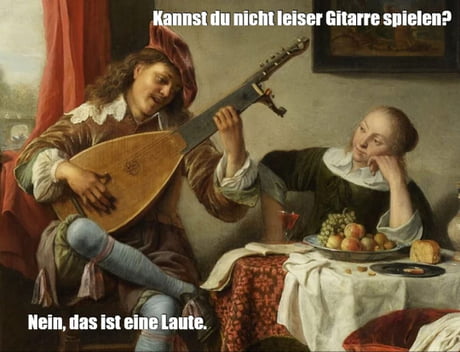 Kannst du nicht leiser Gitarre spielen?
Nein, das ist eine Laute.